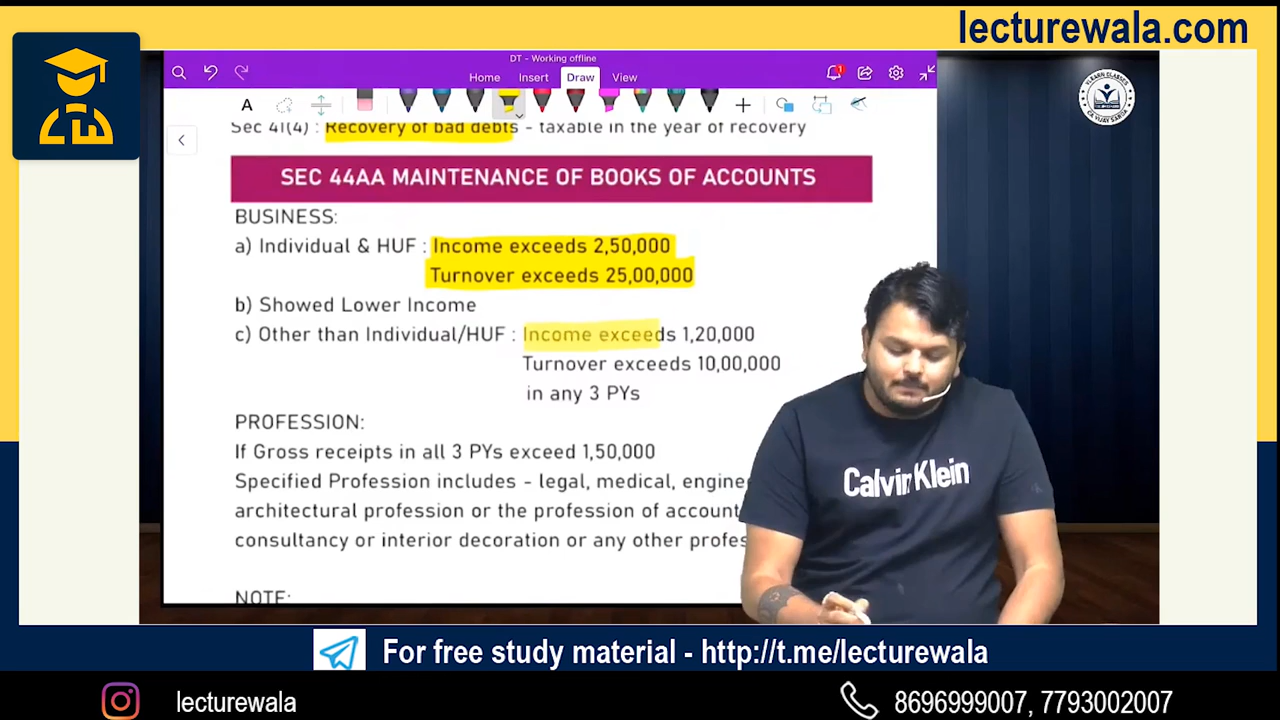 lecturewala.com
DT - Working offline
Home Insert Draw View
1
A
Sec 41(4) : Recovery of bad debts - taxable in the year of recovery
SEC 44AA MAINTENANCE OF BOOKS OF ACCOUNTS
BUSINESS:
a) Individual & HUF : Income exceeds 2,50,000
Turnover exceeds 25,00,000
b) Showed Lower Income
c) Other than Individual/HUF : Income exceeds 1,20,000
Turnover exceeds 10,00,000
in any 3 PYs
PROFESSION:
If Gross receipts in all 3 PYs exceed 1,50,000
Specified Profession includes - legal, medical, enginee
architectural profession or the profession of account
consultancy or interior decoration or any other profes
NOTE:
Calvin Klein
For free study material - http://t.me/lecturewala
lecturewala
8696999007, 7793002007